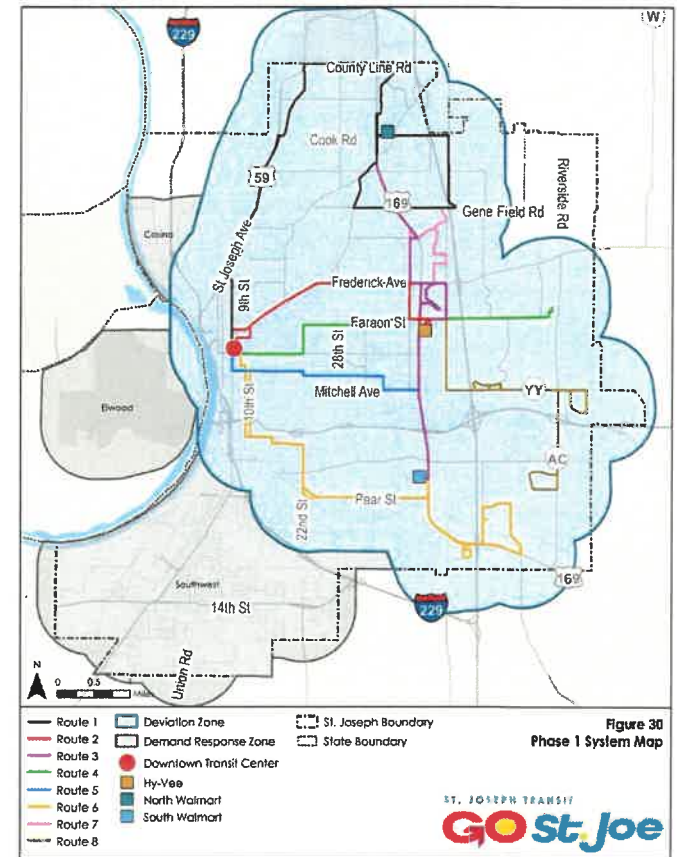 229
W
County Line Rd
Cook Rd
59
169
Gene Field Rd
Riverside Rd
Casino
St Joseph Ave
9th St
Frederick Ave
Faraon St
28th St
Mitchell Ave
YY
Elwood
10th St
AC
22nd St
Pear St
Southwest
14th St
169
229
Union Rd
N
0 0.5 1 Miles
Route 1
Route 2
Route 3
Route 4
Route 5
Route 6
Route 7
Route 8
Deviation Zone
Demand Response Zone
Downtown Transit Center
Hy-Vee
North Walmart
South Walmart
St. Joseph Boundary
State Boundary
Figure 30
Phase 1 System Map
ST. JOSEPH TRANSIT
GO St. Joe